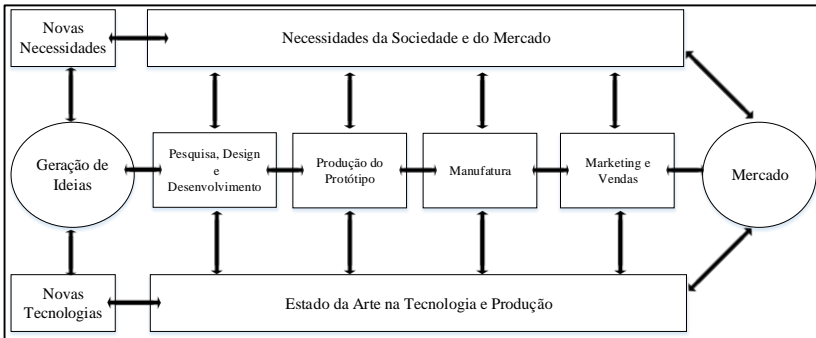 Novas
Necessidades
Necessidades da Sociedade e do Mercado
Geração de
Ideias
Pesquisa, Design
e
Desenvolvimento
Produção do
Protótipo
Manufatura
Marketing e
Vendas
Mercado
Novas
Tecnologias
Estado da Arte na Tecnologia e Produção